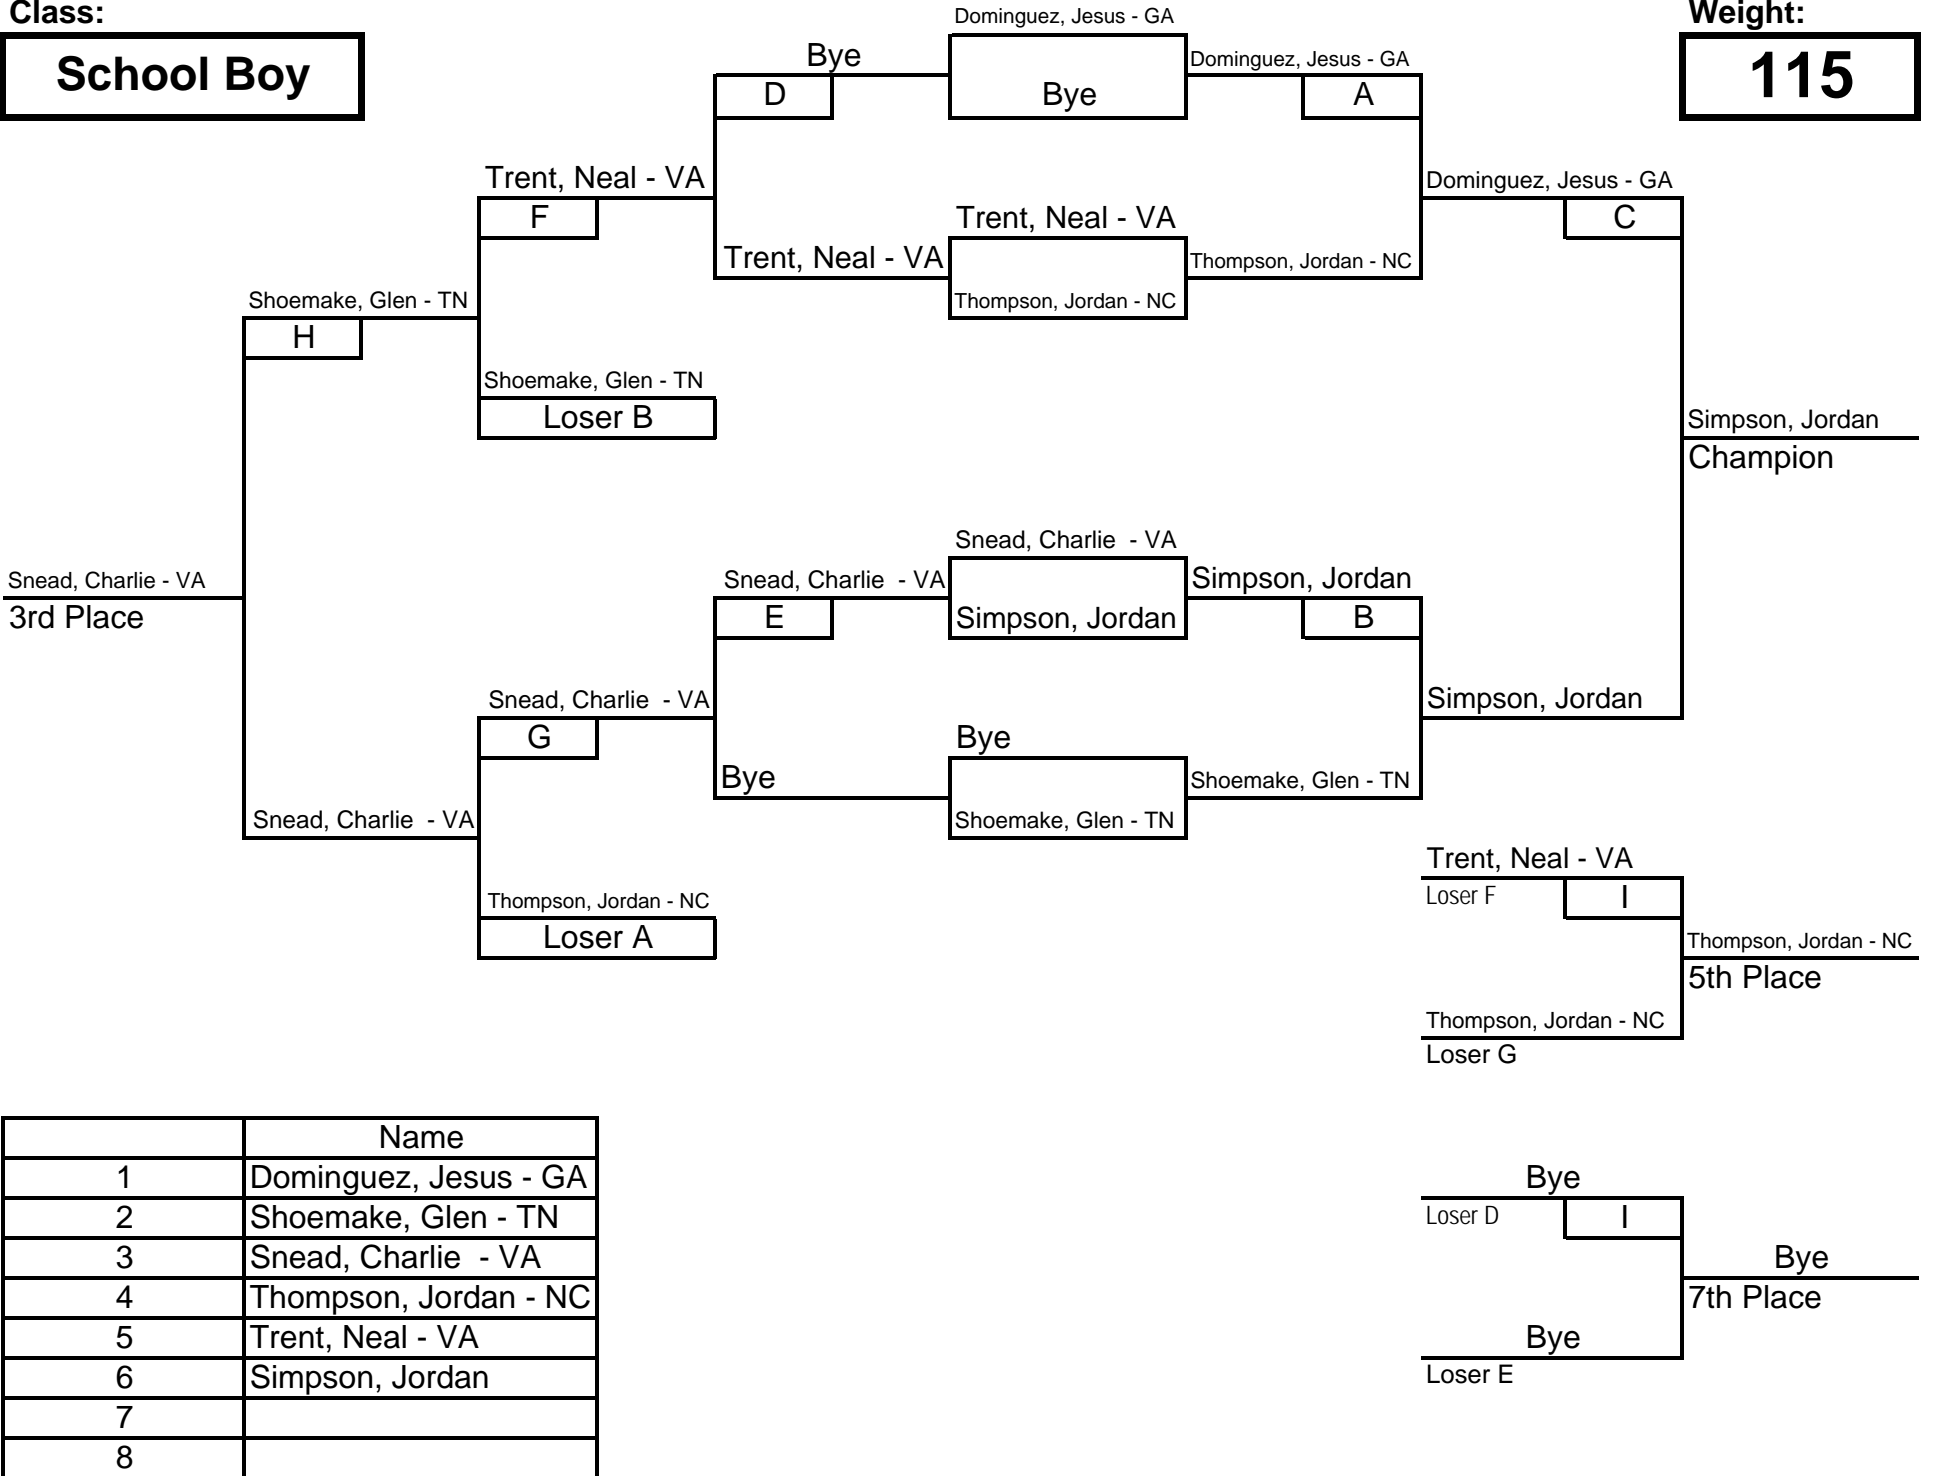 Class:
Weight:
School Boy
115
Dominguez, Jesus - GA
Bye
Dominguez, Jesus - GA
D
Bye
A
Trent, Neal - VA
Dominguez, Jesus - GA
F
Trent, Neal - VA
C
Trent, Neal - VA
Thompson, Jordan - NC
Shoemake, Glen - TN
Thompson, Jordan - NC
H
Shoemake, Glen - TN
Loser B
Simpson, Jordan
Champion
Snead, Charlie  - VA
Snead, Charlie - VA
Snead, Charlie  - VA
Simpson, Jordan
3rd Place
E
Simpson, Jordan
B
Snead, Charlie  - VA
Simpson, Jordan
G
Bye
Bye
Shoemake, Glen - TN
Snead, Charlie  - VA
Shoemake, Glen - TN
Trent, Neal - VA
Thompson, Jordan - NC
Loser F
I
Loser A
Thompson, Jordan - NC
5th Place
Thompson, Jordan - NC
Loser G
Name
1 Dominguez, Jesus - GA
2 Shoemake, Glen - TN
3 Snead, Charlie  - VA
4 Thompson, Jordan - NC
5 Trent, Neal - VA
6 Simpson, Jordan
7
8
Bye
Loser D
I
Bye
7th Place
Bye
Loser E